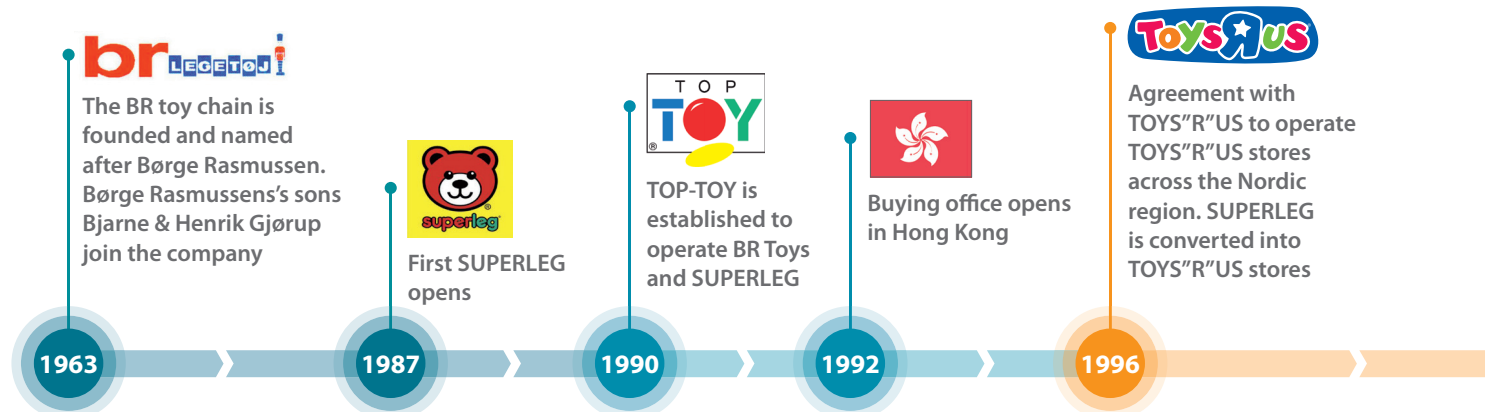 br LEGETØJ
The BR toy chain is
founded and named
after Børge Rasmussen.
Børge Rasmussens's sons
Bjarne & Henrik Gjørup
join the company
1963
superleg
®
First SUPERLEG
opens
1987
TOP
TOY
®
TOP-TOY is
established to
operate BR Toys
and SUPERLEG
1990
Buying office opens
in Hong Kong
1992
TOYSЯUS
Agreement with
TOYS”R”US to operate
TOYS”R”US stores
across the Nordic
region. SUPERLEG
is converted into
TOYS”R”US stores
1996